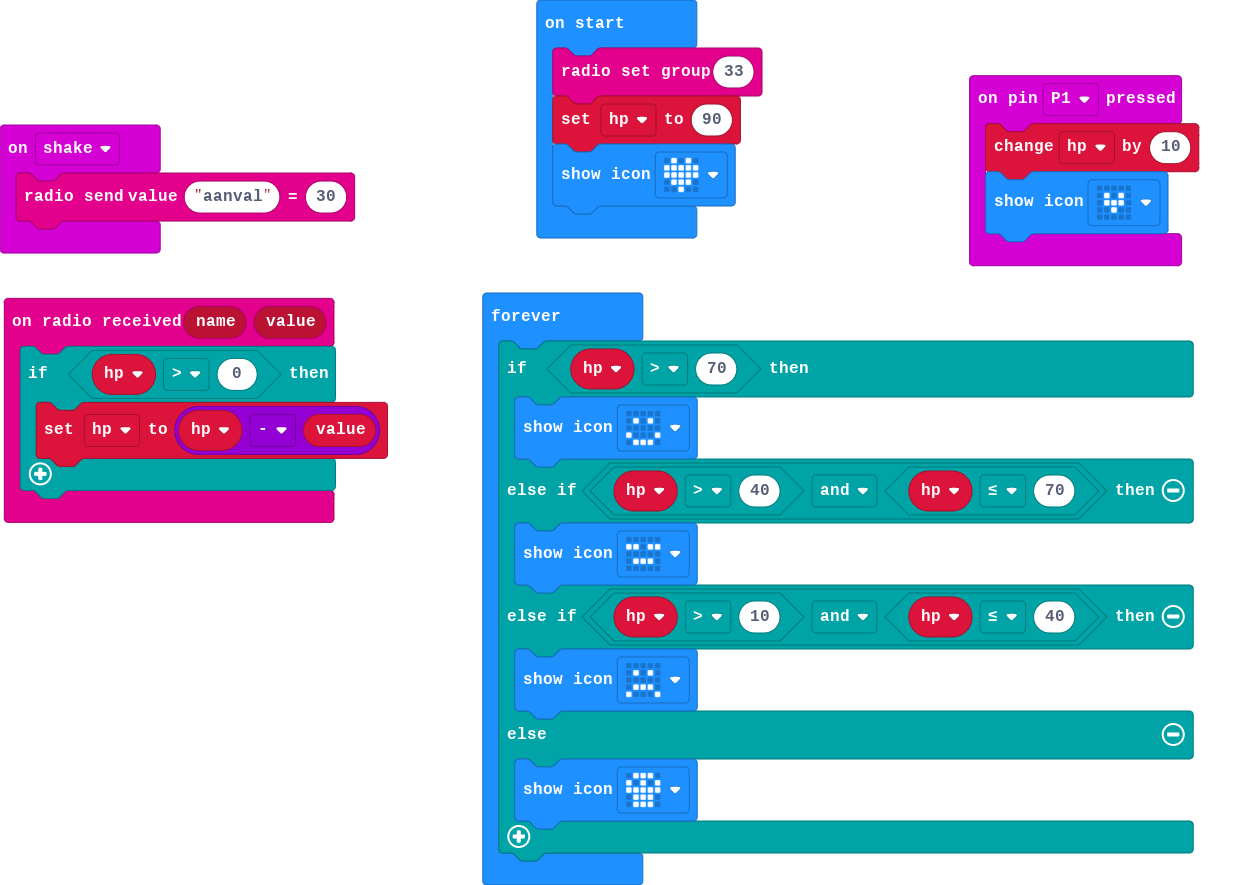 on start
radio set group 33
set hp to 90
show icon
on pin P1 pressed
change hp by 10
show icon
on shake
radio send value "aanval" = 30
on radio received name value
if hp > 0 then
set hp to hp - value
forever
if hp > 70 then
show icon
else if hp > 40 and hp ≤ 70 then
show icon
else if hp > 10 and hp ≤ 40 then
show icon
else
show icon